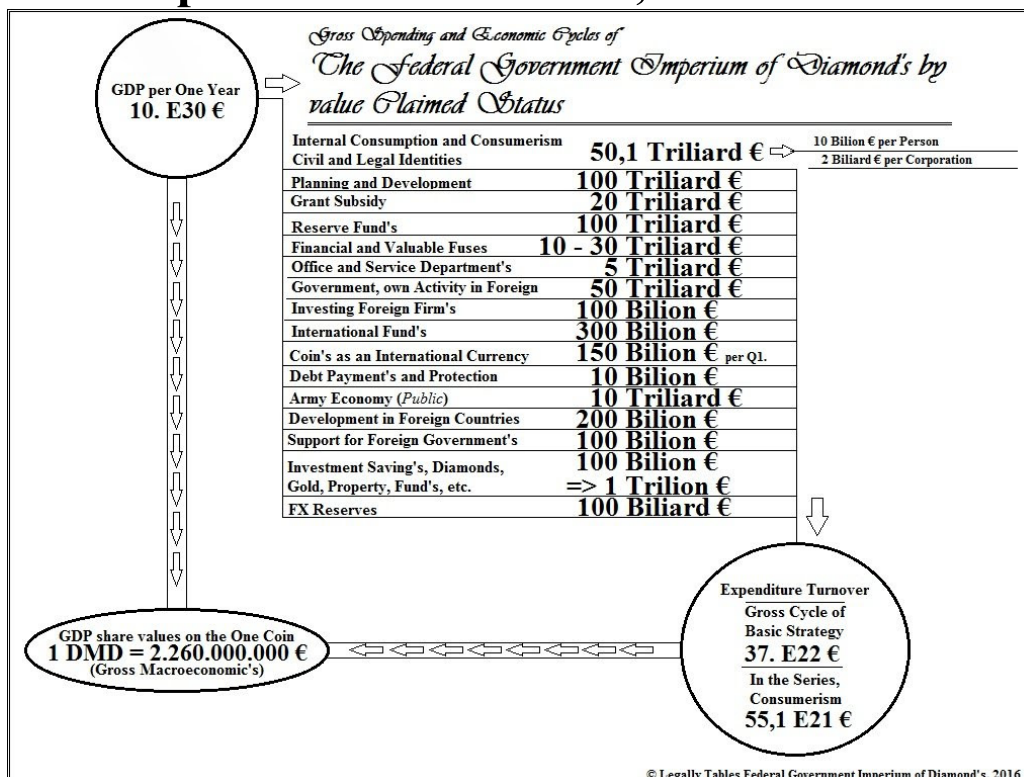 GDP per One Year
10. E30 €
Gross Spending and Economic Cycles of
The Federal Government Imperium of Diamond's by
value Claimed Status
Internal Consumption and Consumerism
Civil and Legal Identities
50,1 Triliard €
10 Bilion € per Person
2 Biliard € per Corporation
Planning and Development 100 Triliard €
Grant Subsidy 20 Triliard €
Reserve Fund's 100 Triliard €
Financial and Valuable Fuses 10 - 30 Triliard €
Office and Service Department's 5 Triliard €
Government, own Activity in Foreign 50 Triliard €
Investing Foreign Firm's 100 Bilion €
International Fund's 300 Bilion €
Coin's as an International Currency 150 Bilion € per Q1.
Debt Payment's and Protection 10 Bilion €
Army Economy (Public) 10 Triliard €
Development in Foreign Countries 200 Bilion €
Support for Foreign Government's 100 Bilion €
Investment Saving's, Diamonds, 100 Bilion €
Gold, Property, Fund's, etc. => 1 Trilion €
FX Reserves 100 Biliard €
Expenditure Turnover
Gross Cycle of
Basic Strategy
37. E22 €
In the Series,
Consumerism
55,1 E21 €
GDP share values on the One Coin
1 DMD = 2.260.000.000 €
(Gross Macroeconomic's)
© Legally Tables Federal Government Imperium of Diamond's, 2016